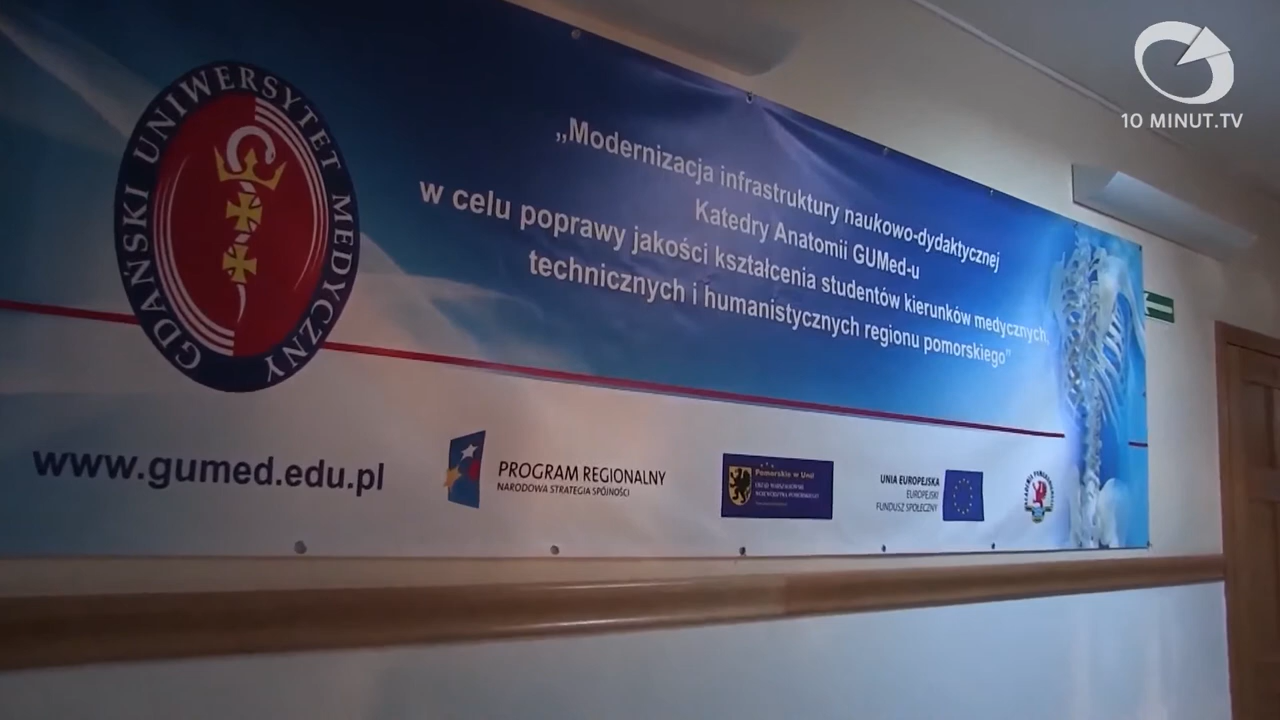 10 MINUT.TV
GDAŃSKI UNIWERSYTET MEDYCZNY
„Modernizacja infrastruktury naukowo-dydaktycznej
Katedry Anatomii GUMed-u
w celu poprawy jakości kształcenia studentów kierunków medycznych,
technicznych i humanistycznych regionu pomorskiego"
www.gumed.edu.pl
PROGRAM REGIONALNY
NARODOWA STRATEGIA SPÓJNOŚCI
Pomorskie w Unii
URZĄD MARSZAŁKOWSKI
WOJEWÓDZTWA POMORSKIEGO
UNIA EUROPEJSKA
EUROPEJSKI
FUNDUSZ SPOŁECZNY